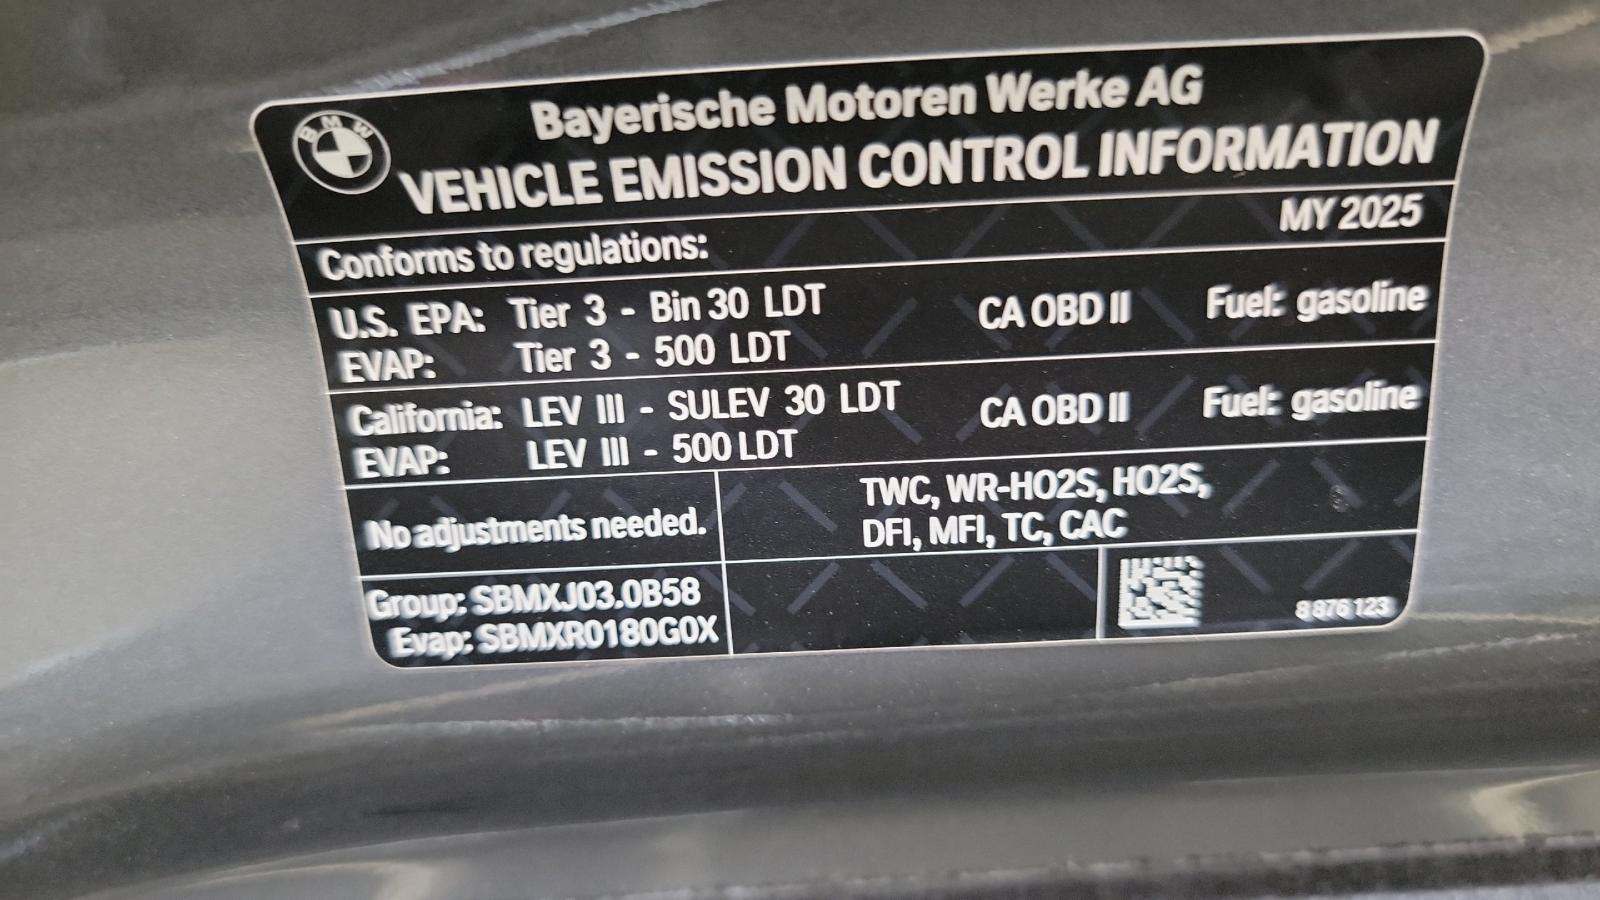 BMW
Bayerische Motoren Werke AG
VEHICLE EMISSION CONTROL INFORMATION
MY 2025
Conforms to regulations:
U.S. EPA: Tier 3 - Bin 30 LDT CA OBD II Fuel: gasoline
EVAP: Tier 3 - 500 LDT
California: LEV III - SULEV 30 LDT CA OBD II Fuel: gasoline
EVAP: LEV III - 500 LDT
No adjustments needed.
TWC, WR-HO2S, HO2S,
DFI, MFI, TC, CAC
Group: SBMXJ03.0B58
Evap: SBMXR0180G0X
8 876 123